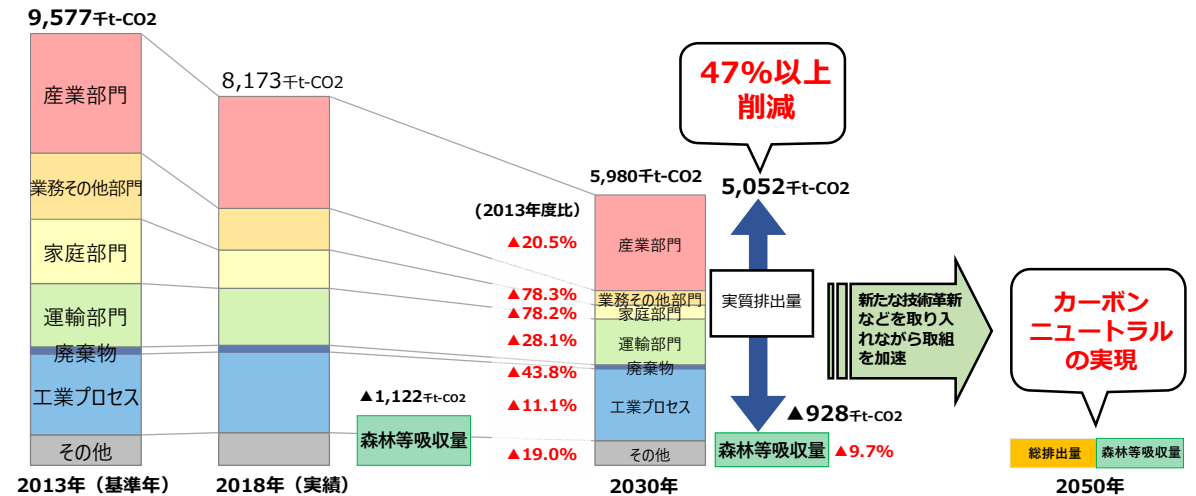 9,577千t-CO2
産業部門
業務その他部門
家庭部門
運輸部門
廃棄物
工業プロセス
その他
2013年（基準年）
8,173千t-CO2
2018年（実績）
▲1,122千t-CO2
森林等吸収量
(2013年度比)
▲20.5%
▲78.3%
▲78.2%
▲28.1%
▲43.8%
▲11.1%
▲19.0%
5,980千t-CO2
産業部門
業務その他部門
家庭部門
運輸部門
廃棄物
工業プロセス
その他
2030年
47%以上
削減
5,052千t-CO2
実質排出量
▲928千t-CO2
森林等吸収量
▲9.7%
新たな技術革新
などを取り入
れながら取組
を加速
カーボン
ニュートラル
の実現
総排出量
森林等吸収量
2050年